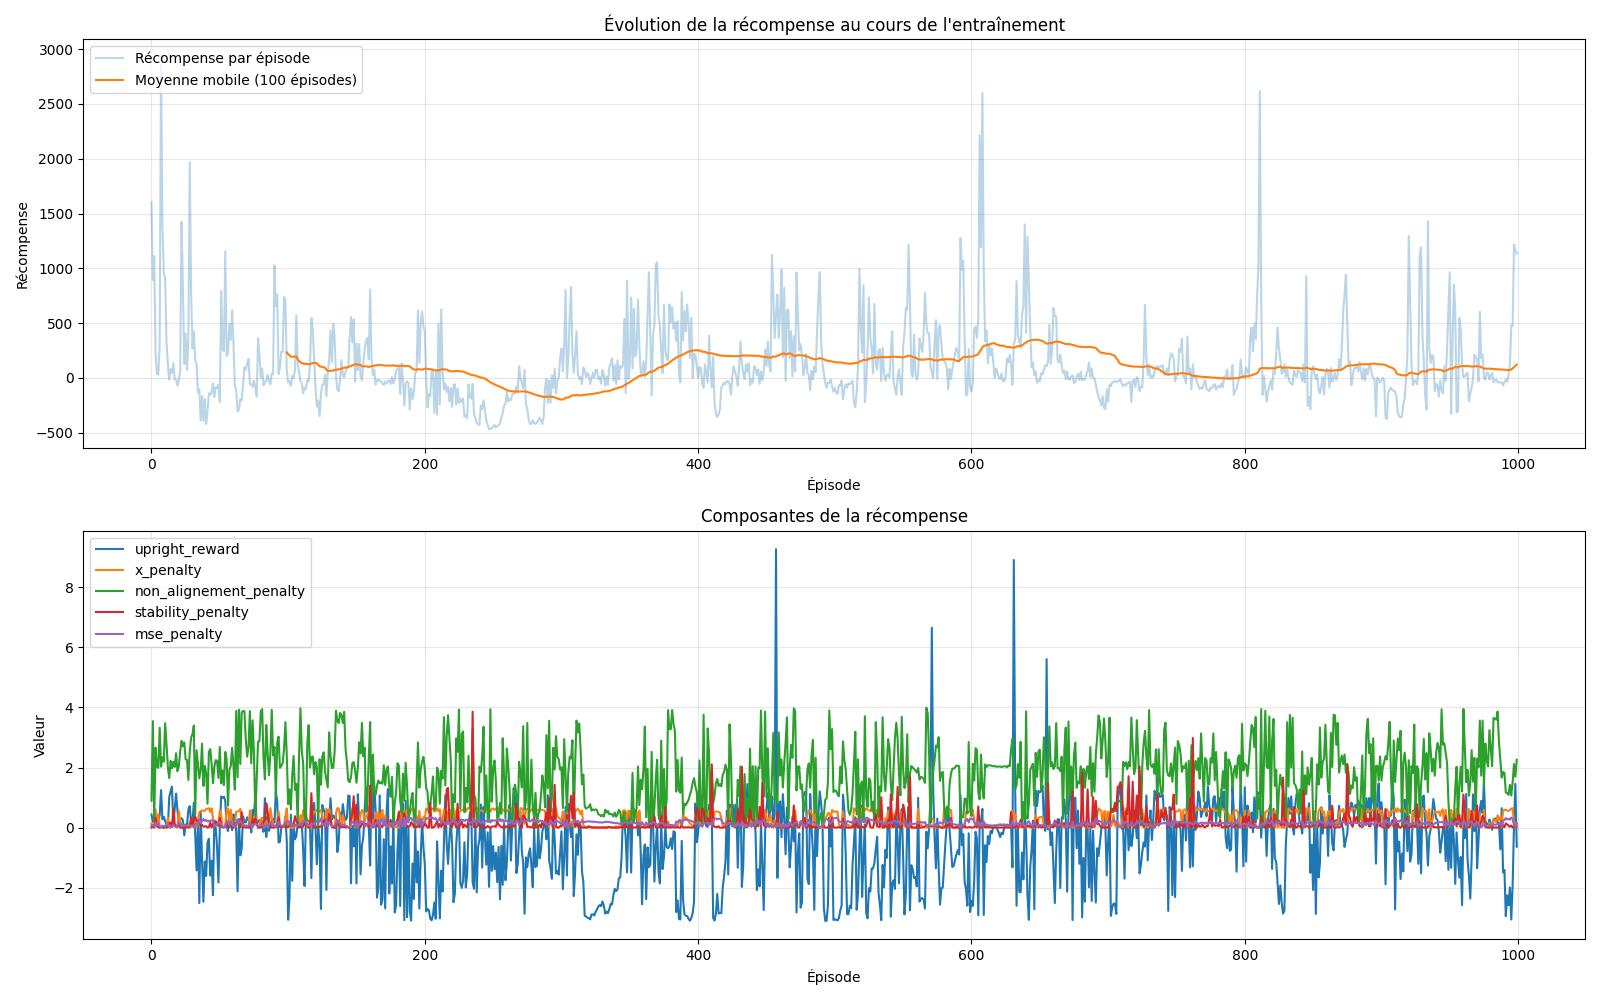 Évolution de la récompense au cours de l'entraînement
Récompense par épisode
Moyenne mobile (100 épisodes)
Récompense
3000
2500
2000
1500
1000
500
0
−500
0
200
400
600
800
1000
Épisode
Composantes de la récompense
upright_reward
x_penalty
non_alignement_penalty
stability_penalty
mse_penalty
Valeur
8
6
4
2
0
−2
0
200
400
600
800
1000
Épisode